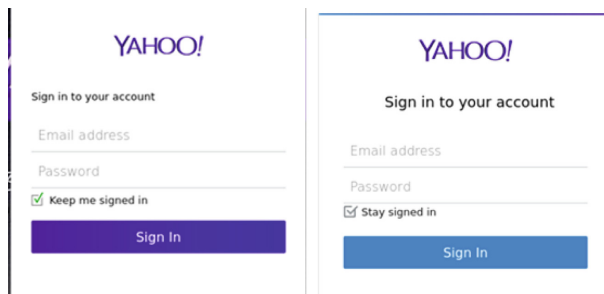 YAHOO!
Sign in to your account
Email address
Password
Keep me signed in
Sign In
YAHOO!
Sign in to your account
Email address
Password
Stay signed in
Sign In